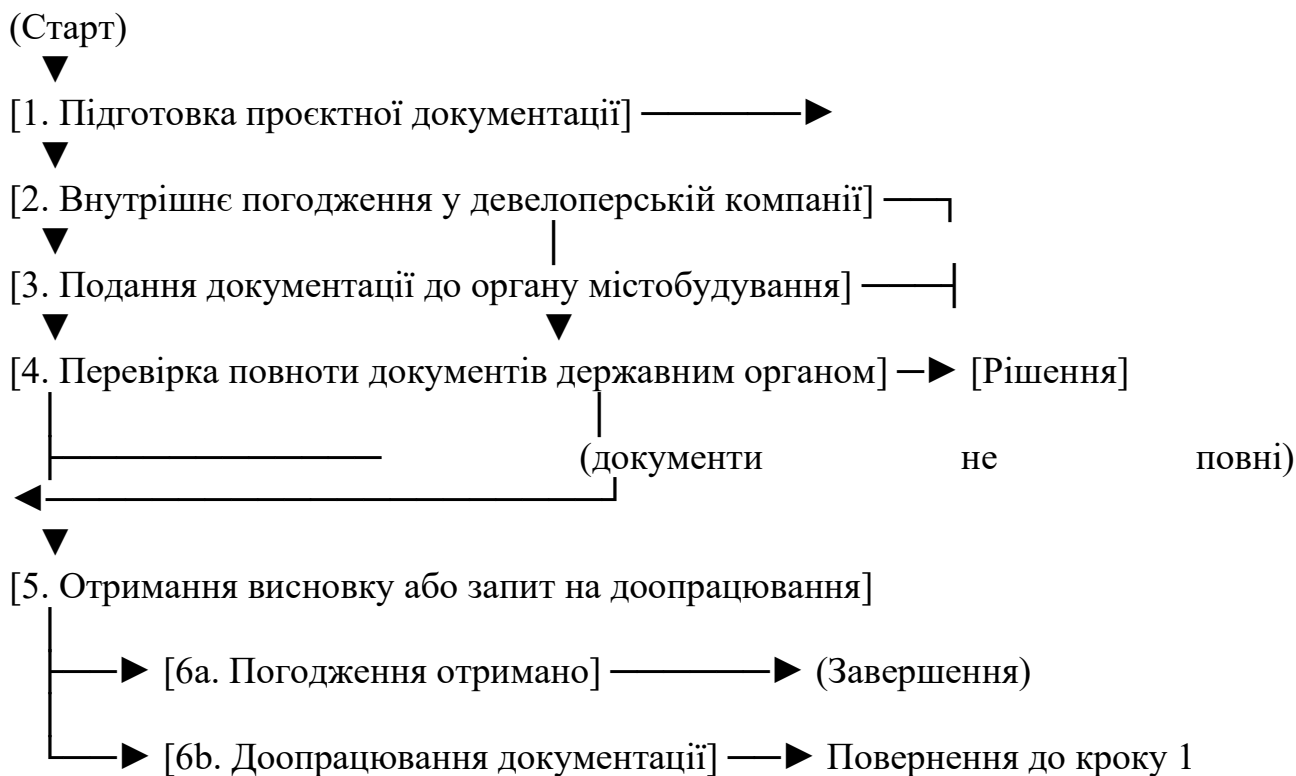 (Старт)
[1. Підготовка проєктної документації]
[2. Внутрішнє погодження у девелоперській компанії]
[3. Подання документації до органу містобудування]
[4. Перевірка повноти документів державним органом] [Рішення]
(документи не повні)
[5. Отримання висновку або запит на доопрацювання]
[6a. Погодження отримано] (Завершення)
[6b. Доопрацювання документації] Повернення до кроку 1